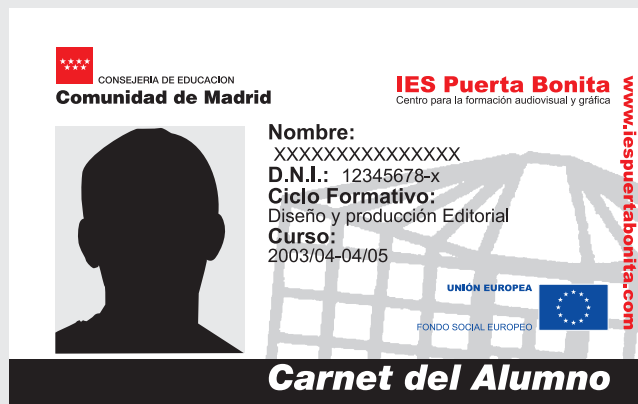 CONSEJERIA DE EDUCACION
Comunidad de Madrid
IES Puerta Bonita
Centro para la formación audiovisual y gráfica
www.iespuertabonita.com
Nombre:
XXXXXXXXXXXXXXX
D.N.I.: 12345678-x
Ciclo Formativo:
Diseño y producción Editorial
Curso:
2003/04-04/05
UNIÓN EUROPEA
FONDO SOCIAL EUROPEO
Carnet del Alumno